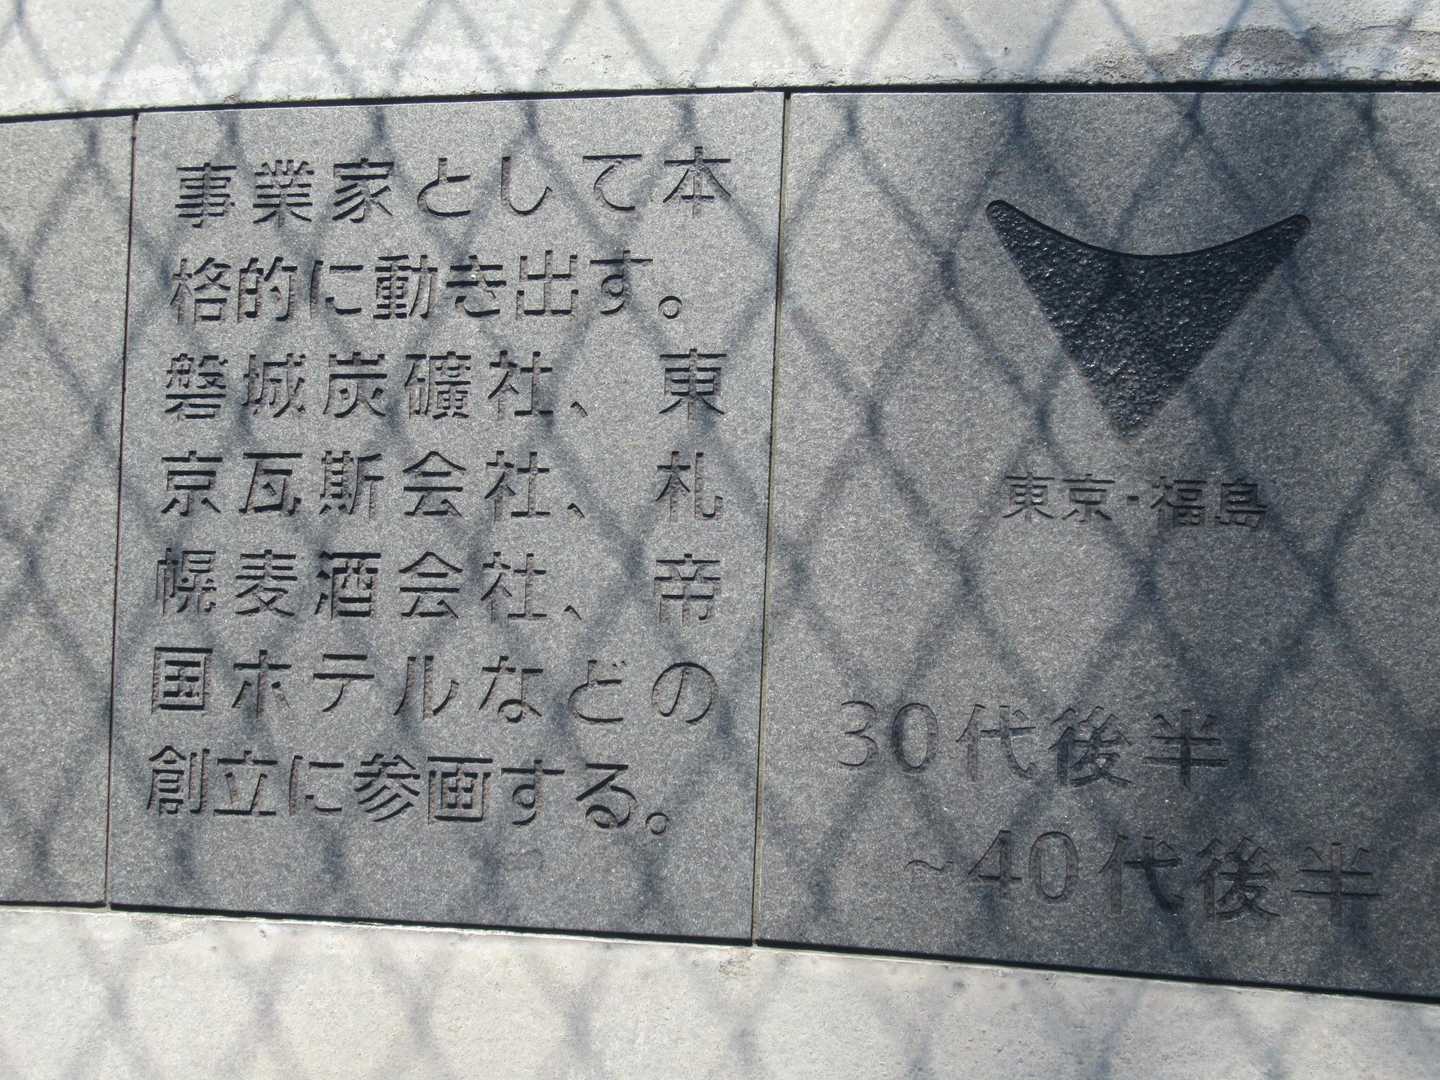 事業家として本
格的に動き出す。
磐城炭礦社、東
京瓦斯会社、札
幌麦酒会社、帝
国ホテルなどの
創立に参画する。
東京・福島
30代後半
~40代後半